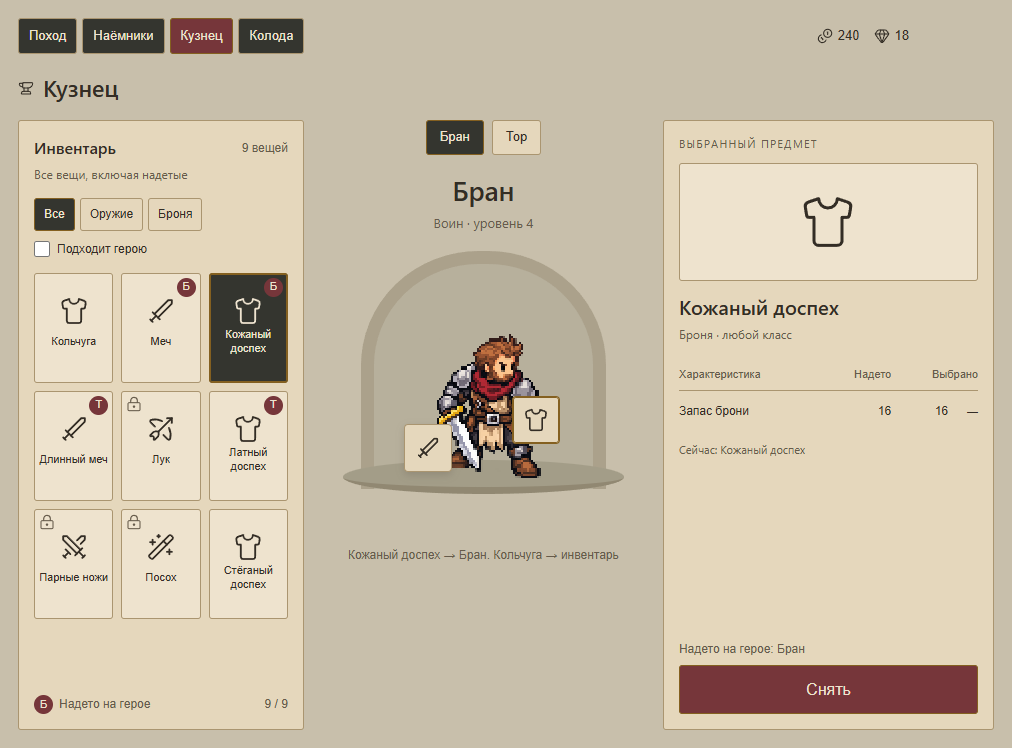 Поход Наёмники Кузнец Колода 240 18
Кузнец
Инвентарь 9 вещей
Все вещи, включая надетые
Все Оружие Броня
Подходит герою
Кольчуга
Б
Меч
Б
Кожаный
доспех
Т
Длинный меч
Лук
Т
Латный
доспех
Парные ножи
Посох
Стёганый
доспех
Б Надето на герое 9 / 9
Бран Тор
Бран
Воин · уровень 4
Кожаный доспех → Бран. Кольчуга → инвентарь
ВЫБРАННЫЙ ПРЕДМЕТ
Кожаный доспех
Броня · любой класс
Характеристика Надето Выбрано
Запас брони 16 16 —
Сейчас: Кожаный доспех
Надето на герое: Бран
Снять